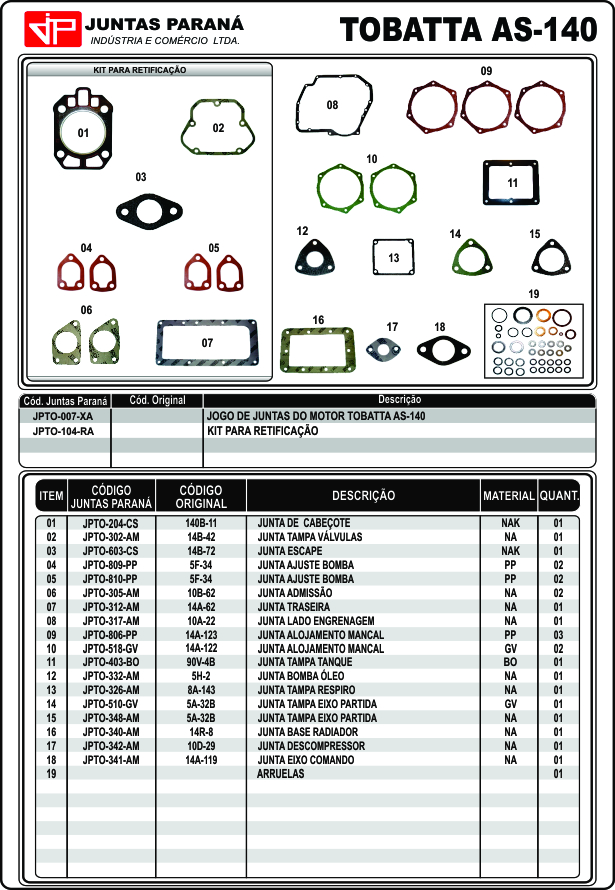 JP JUNTAS PARANÁ
INDÚSTRIA E COMÉRCIO LTDA.
TOBATTA AS-140
KIT PARA RETIFICAÇÃO
01
02
03
04
05
06
07
08
09
10
11
12
13
14
15
16
17
18
19
Cód. Juntas Paraná Cód. Original Descrição
JPTO-007-XA JOGO DE JUNTAS DO MOTOR TOBATTA AS-140
JPTO-104-RA KIT PARA RETIFICAÇÃO
ITEM CÓDIGO JUNTAS PARANÁ CÓDIGO ORIGINAL DESCRIÇÃO MATERIAL QUANT.
01 JPTO-204-CS 140B-11 JUNTA DE CABEÇOTE NAK 01
02 JPTO-302-AM 14B-42 JUNTA TAMPA VÁLVULAS NA 01
03 JPTO-603-CS 14B-72 JUNTA ESCAPE NAK 01
04 JPTO-809-PP 5F-34 JUNTA AJUSTE BOMBA PP 02
05 JPTO-810-PP 5F-34 JUNTA AJUSTE BOMBA PP 02
06 JPTO-305-AM 10B-62 JUNTA ADMISSÃO NA 02
07 JPTO-312-AM 14A-62 JUNTA TRASEIRA NA 01
08 JPTO-317-AM 10A-22 JUNTA LADO ENGRENAGEM NA 01
09 JPTO-806-PP 14A-123 JUNTA ALOJAMENTO MANCAL PP 03
10 JPTO-518-GV 14A-122 JUNTA ALOJAMENTO MANCAL GV 02
11 JPTO-403-BO 90V-4B JUNTA TAMPA TANQUE BO 01
12 JPTO-332-AM 5H-2 JUNTA BOMBA ÓLEO NA 01
13 JPTO-326-AM 8A-143 JUNTA TAMPA RESPIRO NA 01
14 JPTO-510-GV 5A-32B JUNTA TAMPA EIXO PARTIDA GV 01
15 JPTO-348-AM 5A-32B JUNTA TAMPA EIXO PARTIDA NA 01
16 JPTO-340-AM 14R-8 JUNTA BASE RADIADOR NA 01
17 JPTO-342-AM 10D-29 JUNTA DESCOMPRESSOR NA 01
18 JPTO-341-AM 14A-119 JUNTA EIXO COMANDO NA 01
19 ARRUELAS 01